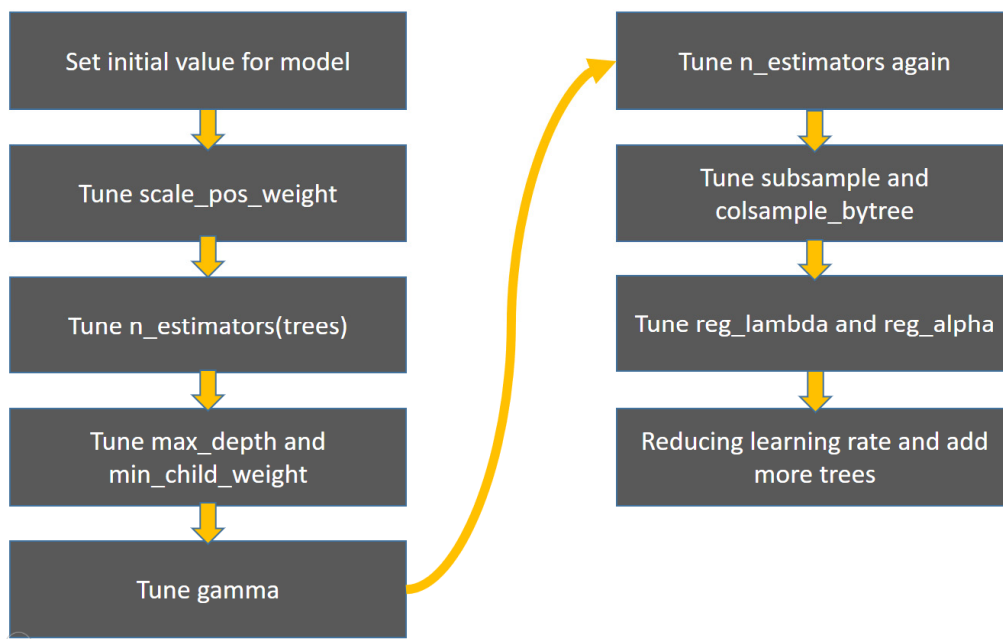 Set initial value for model
Tune scale_pos_weight
Tune n_estimators(trees)
Tune max_depth and
min_child_weight
Tune gamma
Tune n_estimators again
Tune subsample and
colsample_bytree
Tune reg_lambda and reg_alpha
Reducing learning rate and add
more trees